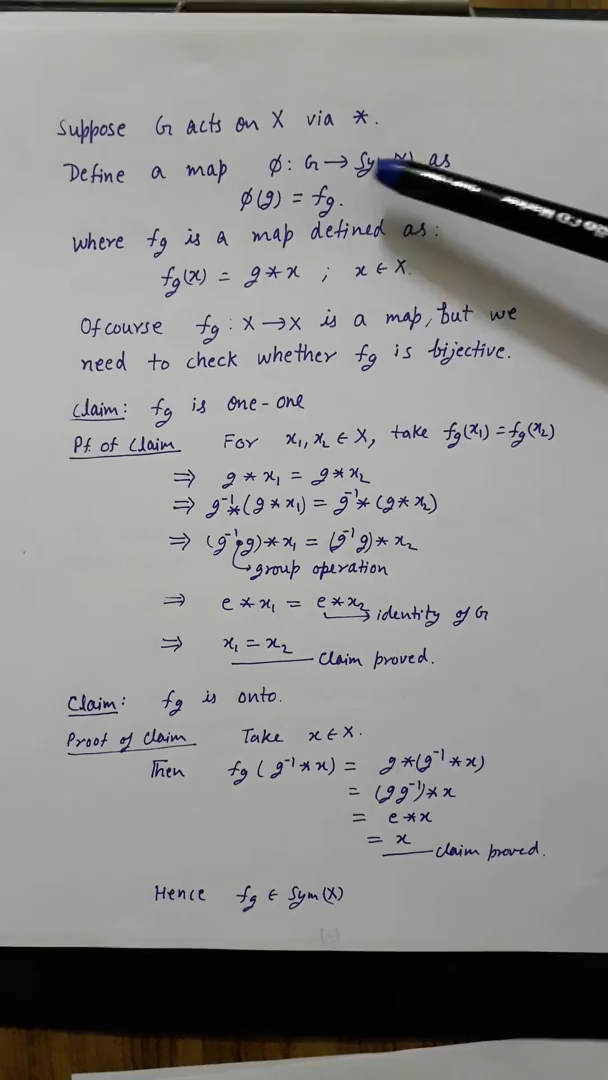 Suppose G acts on X via *.
Define a map ϕ: G → Sym(X) as
ϕ(g) = fg.
where fg is a map defined as:
fg(x) = g*x ; x ∈ X.
Ofcourse fg : X → X is a map, but we
need to check whether fg is bijective.
Claim: fg is one-one
Pf. of Claim For x₁, x₂ ∈ X, take fg(x₁) = fg(x₂)
⇒ g * x₁ = g * x₂
⇒ g⁻¹*(g * x₁) = g⁻¹*(g * x₂)
⇒ (g⁻¹g)*x₁ = (g⁻¹g)*x₂
group operation
⇒ e * x₁ = e * x₂ → identity of G
⇒ x₁ = x₂
claim proved.
Claim: fg is onto.
Proof of Claim Take x ∈ X.
Then fg(g⁻¹*x) = g*(g⁻¹*x)
= (gg⁻¹)*x
= e*x
= x
claim proved.
Hence fg ∈ Sym(X)